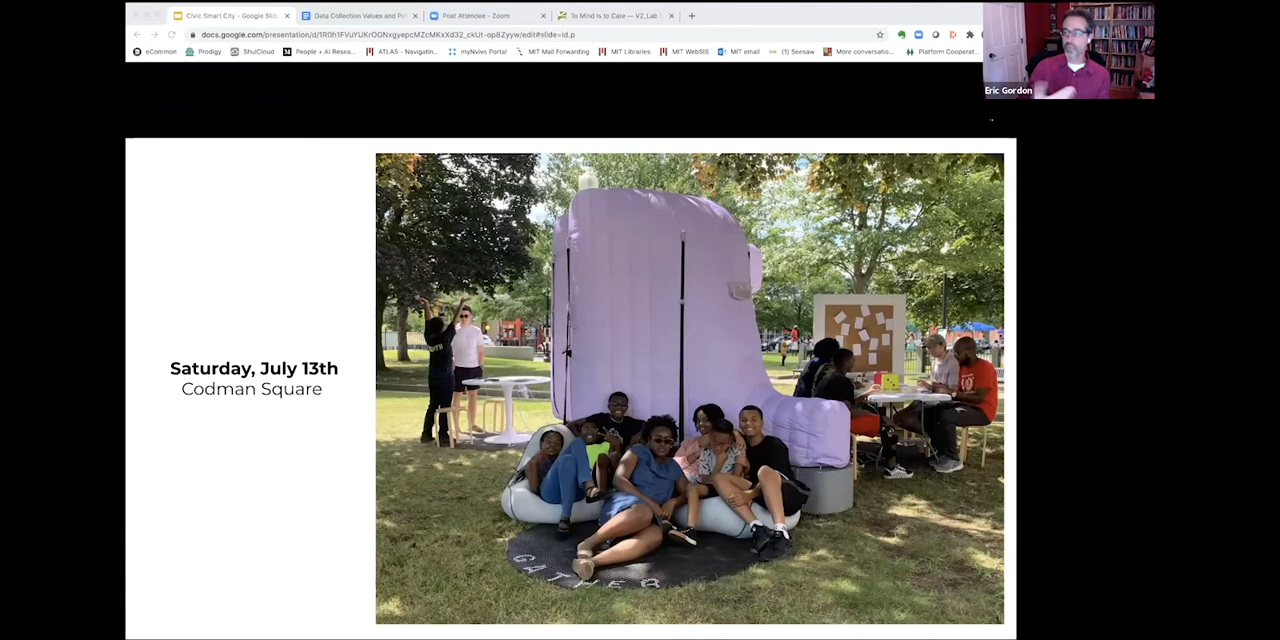 Civic Smart City - Google Slid
Data Collection Values and Po
Post Attendee - Zoom
To Mind Is to Care — V2_Lab f
docs.google.com/presentation/d/1R0h1FVuYUKrOGNxgyepcMZcMKxXd32_ckUt-op8Zyyw/edit#slide=id.p
eCommon
Prodigy
ShulCloud
People + AI Resea...
ATLAS - Navigatin...
myNvivo Portal
MIT Mail Forwarding
MIT Libraries
MIT WebSIS
MIT email
(1) Seesaw
More conversatio...
Platform Cooperat...
Eric Gordon
Saturday, July 13th
Codman Square
GATHER